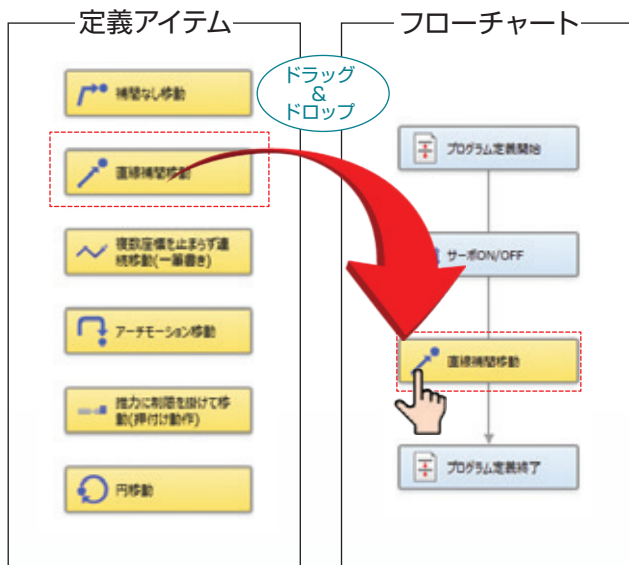 定義アイテム
フローチャート
ドラッグ
&
ドロップ
補間なし移動
直線補間移動
複数座標を止まらず連
続移動(一筆書き)
アーチモーション移動
推力に制限を掛けて移
動(押付け動作)
円移動
プログラム定義開始
サーボON/OFF
直線補間移動
プログラム定義終了